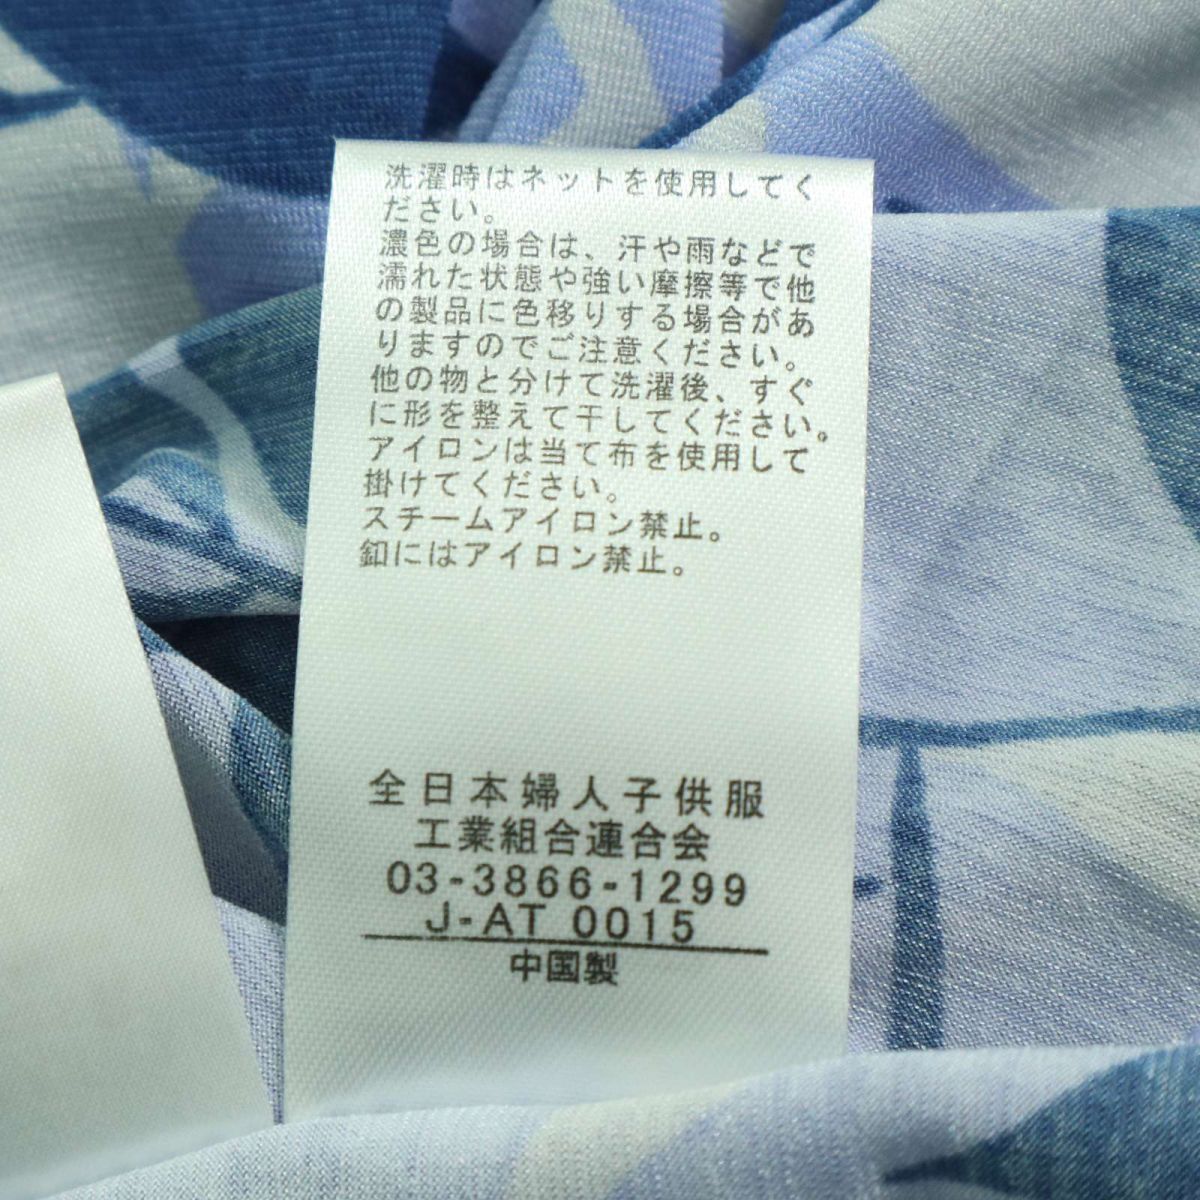 洗濯時はネットを使用してく
ださい。
濃色の場合は、汗や雨などで
濡れた状態や強い摩擦等で他
の製品に色移りする場合があ
りますのでご注意ください。
他の物と分けて洗濯後、すぐ
に形を整えて干してください。
アイロンは当て布を使用して
掛けてください。
スチームアイロン禁止。
釦にはアイロン禁止。
全日本婦人子供服
工業組合連合会
03-3866-1299
J-AT 0015
中国製